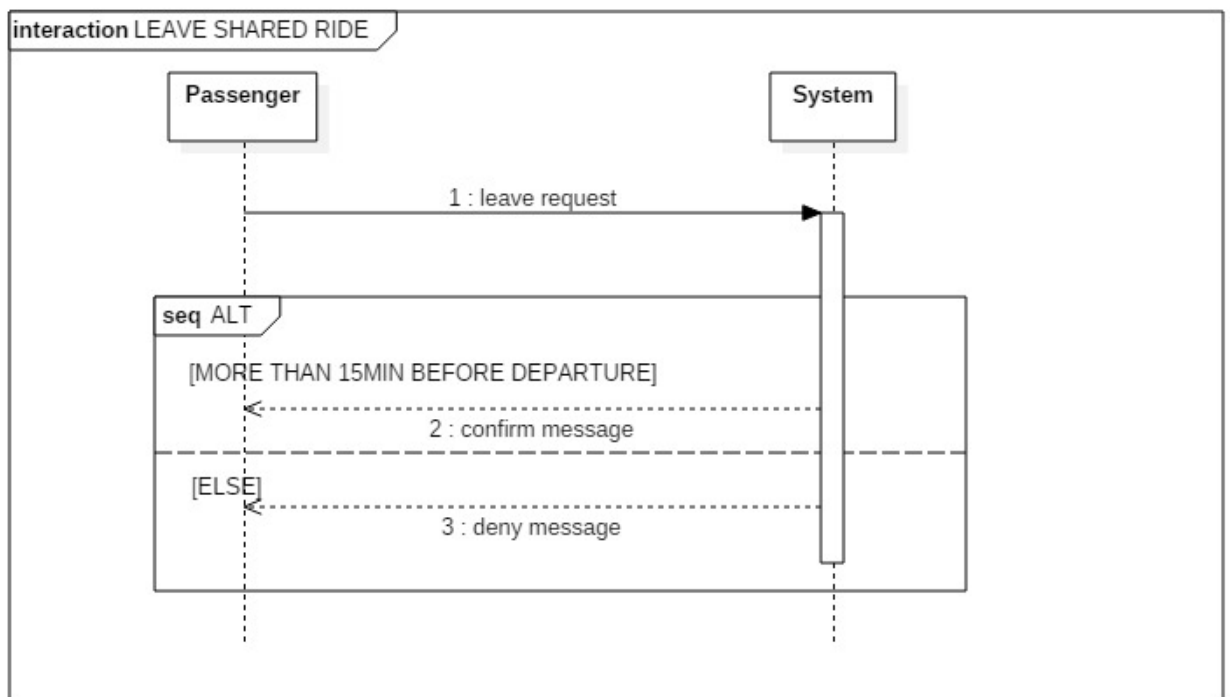 interaction LEAVE SHARED RIDE
Passenger
System
1 : leave request
seq ALT
[MORE THAN 15MIN BEFORE DEPARTURE]
2 : confirm message
[ELSE]
3 : deny message